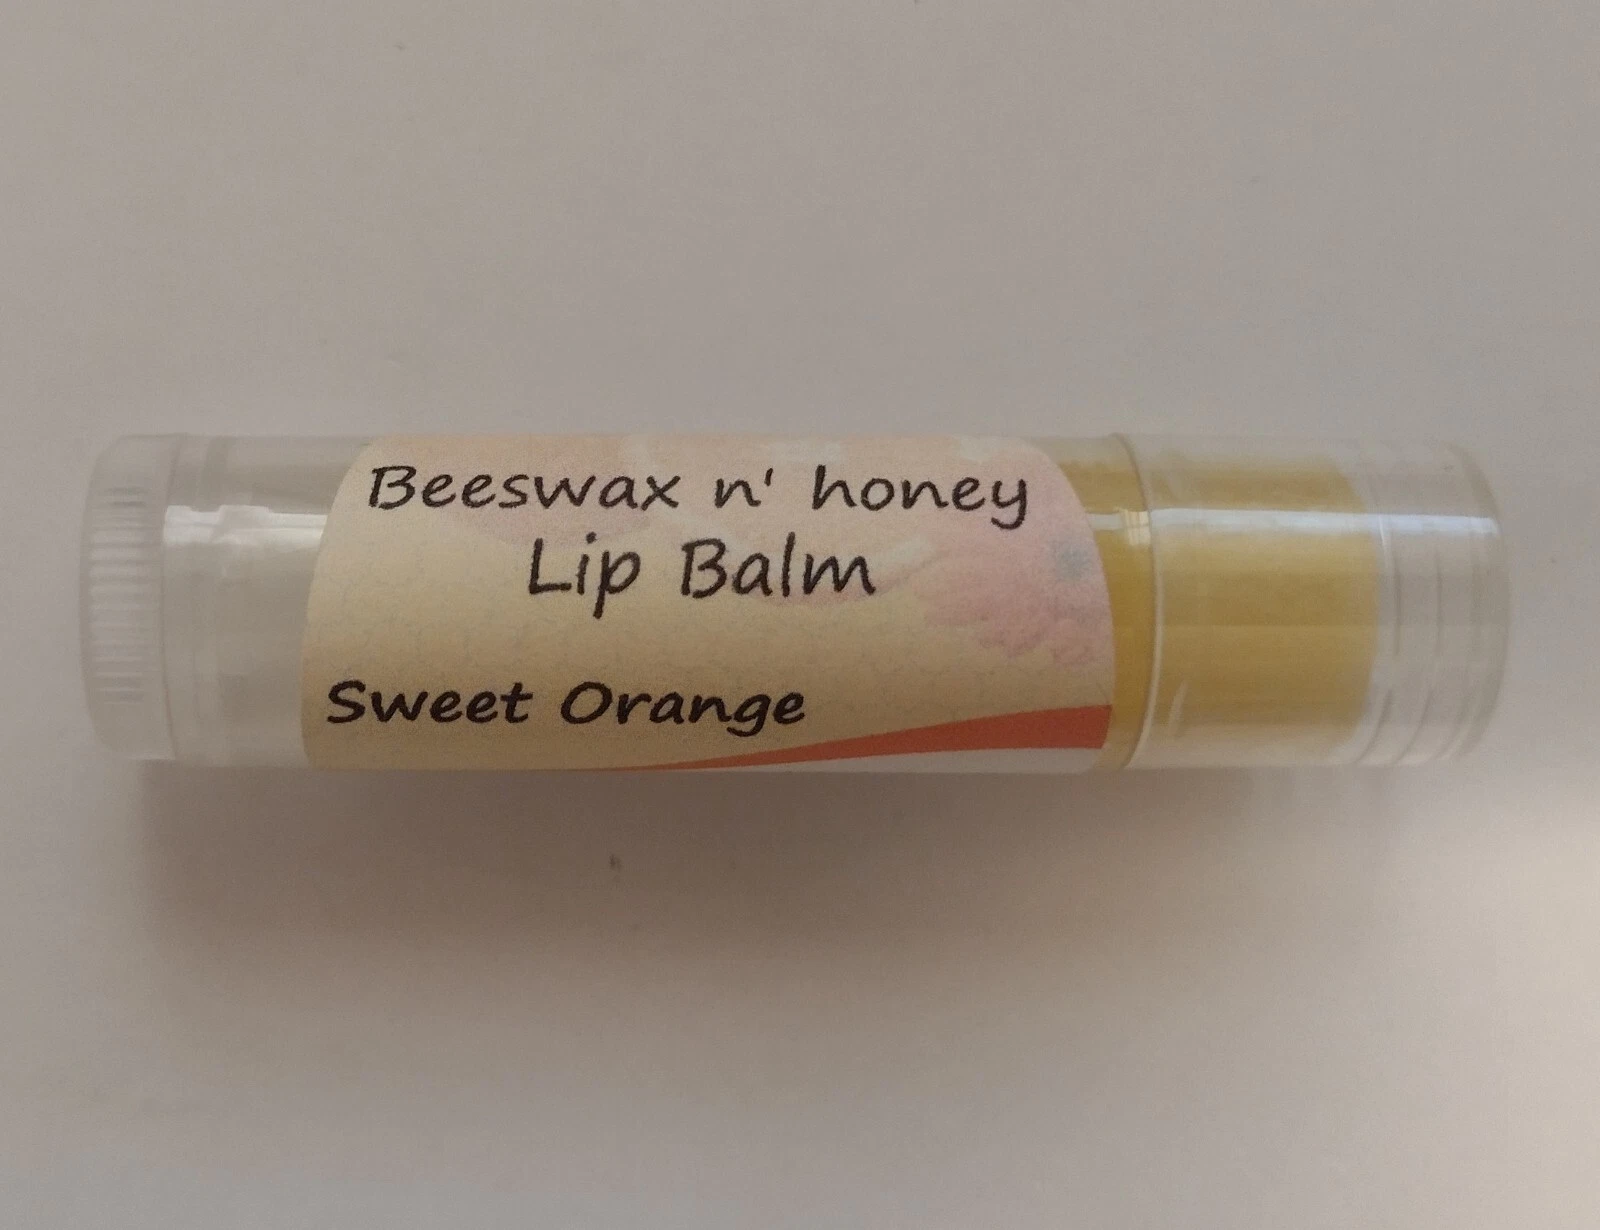 Beeswax n' honey
Lip Balm
Sweet Orange